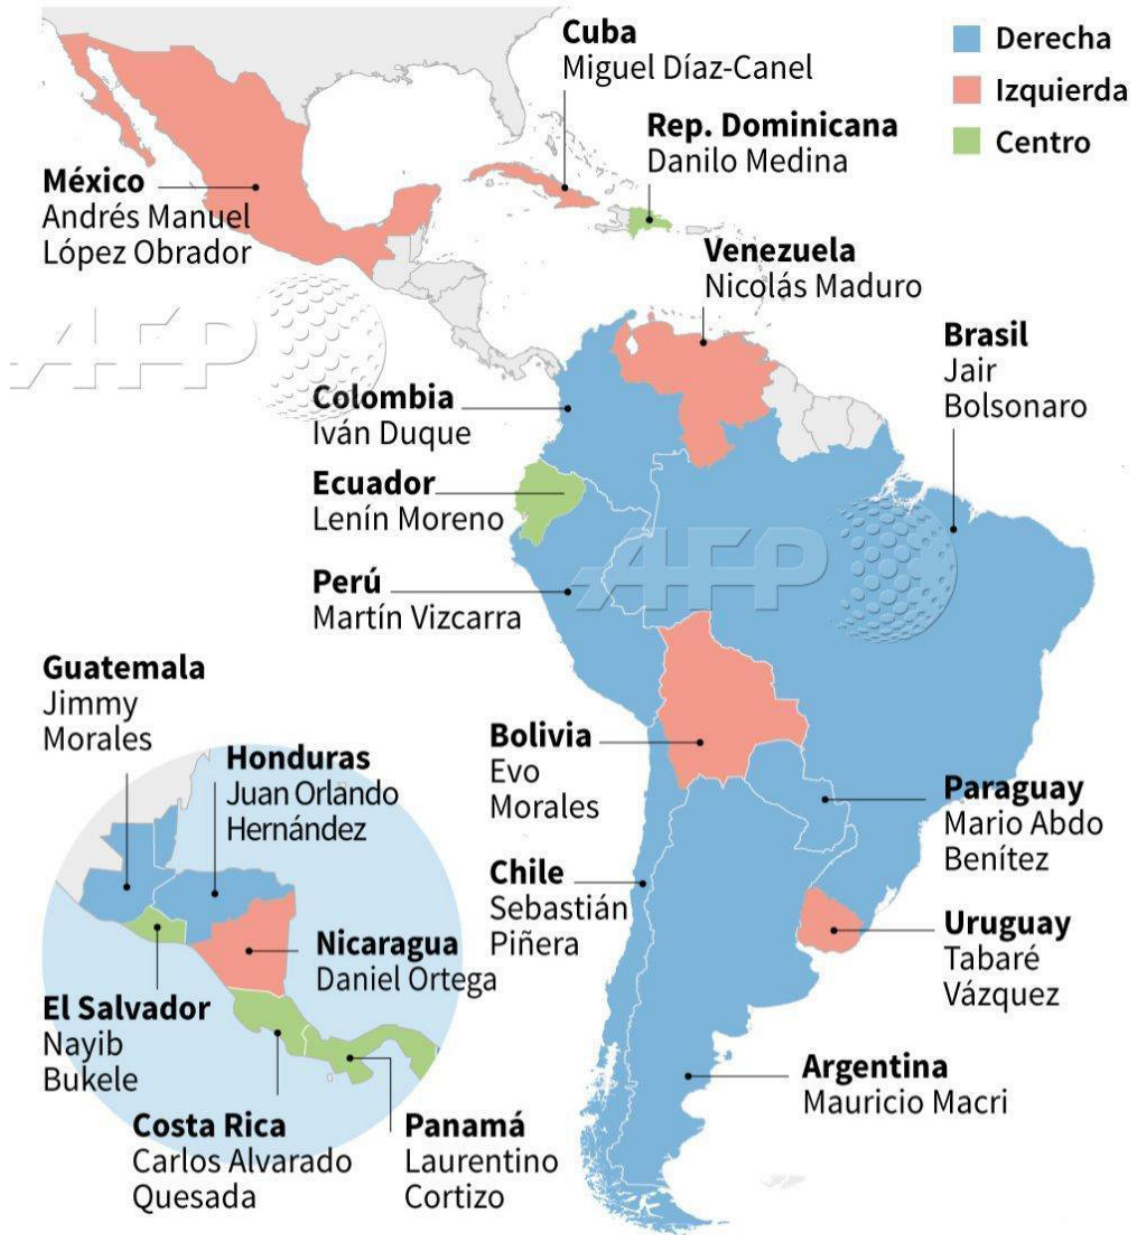 Derecha
Izquierda
Centro
Cuba
Miguel Díaz-Canel
Rep. Dominicana
Danilo Medina
México
Andrés Manuel
López Obrador
Venezuela
Nicolás Maduro
AFP
Brasil
Jair
Bolsonaro
Colombia
Iván Duque
Ecuador
Lenín Moreno
AFP
Perú
Martín Vizcarra
Guatemala
Jimmy
Morales
Honduras
Juan Orlando
Hernández
Bolivia
Evo
Morales
Paraguay
Mario Abdo
Benítez
Chile
Sebastián
Piñera
Nicaragua
Daniel Ortega
Uruguay
Tabaré
Vázquez
El Salvador
Nayib
Bukele
Argentina
Mauricio Macri
Costa Rica
Carlos Alvarado
Quesada
Panamá
Laurentino
Cortizo